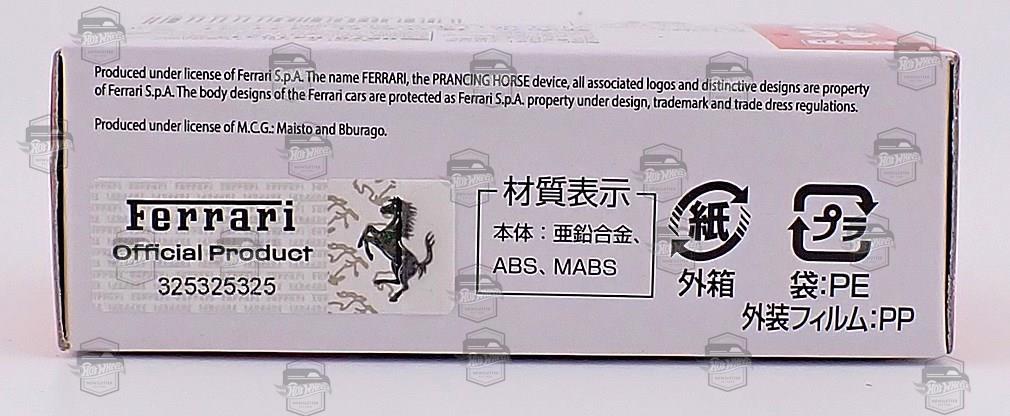 Produced under license of Ferrari S.p.A. The name FERRARI, the PRANCING HORSE device, all associated logos and distinctive designs are property
of Ferrari S.p.A. The body designs of the Ferrari cars are protected as Ferrari S.p.A. property under design, trademark and trade dress regulations.
Produced under license of M.C.G.: Maisto and Bburago.
Ferrari
Official Product
325325325
材質表示
本体：亜鉛合金、
ABS、MABS
紙
外箱
プラ
袋:PE
外装フィルム:PP
HOT WHEELS
NEWSLETTER